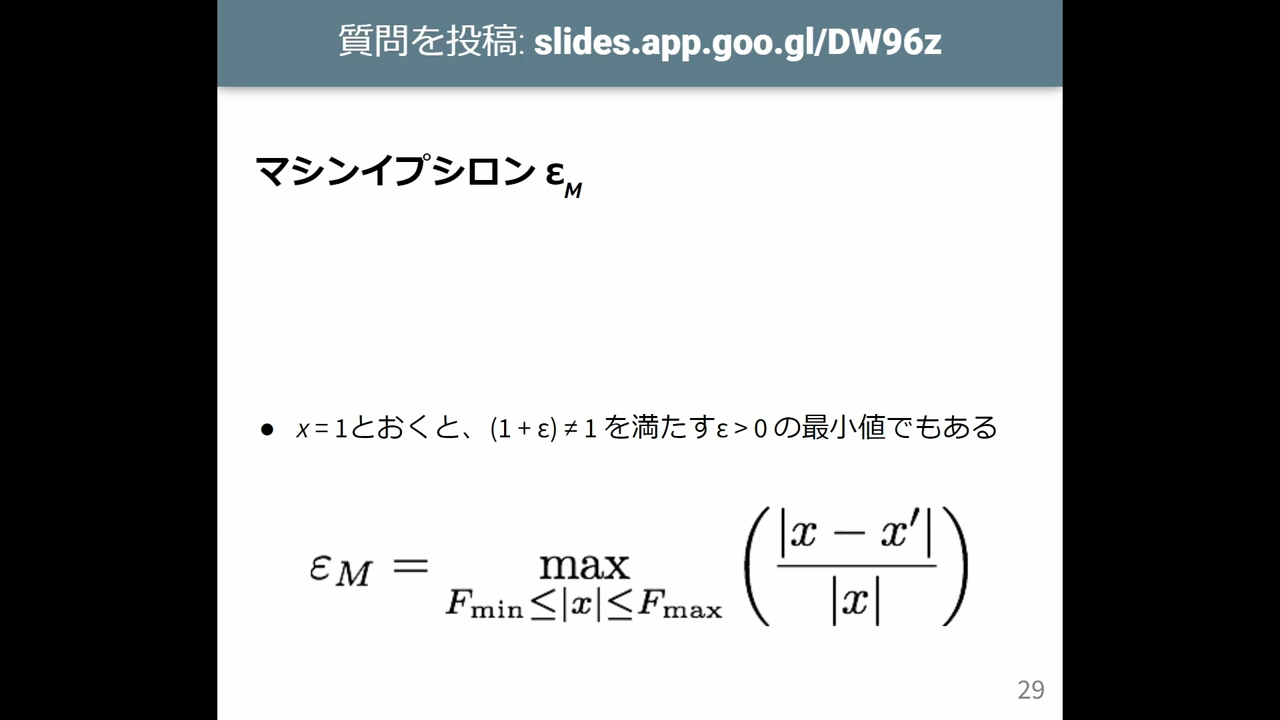 質問を投稿: slides.app.goo.gl/DW96z
マシンイプシロン ε_M
● x = 1とおくと、(1 + ε) ≠ 1 を満たすε > 0 の最小値でもある
ε_M = max_{F_min ≤ |x| ≤ F_max} ( |x − x′| / |x| )
29